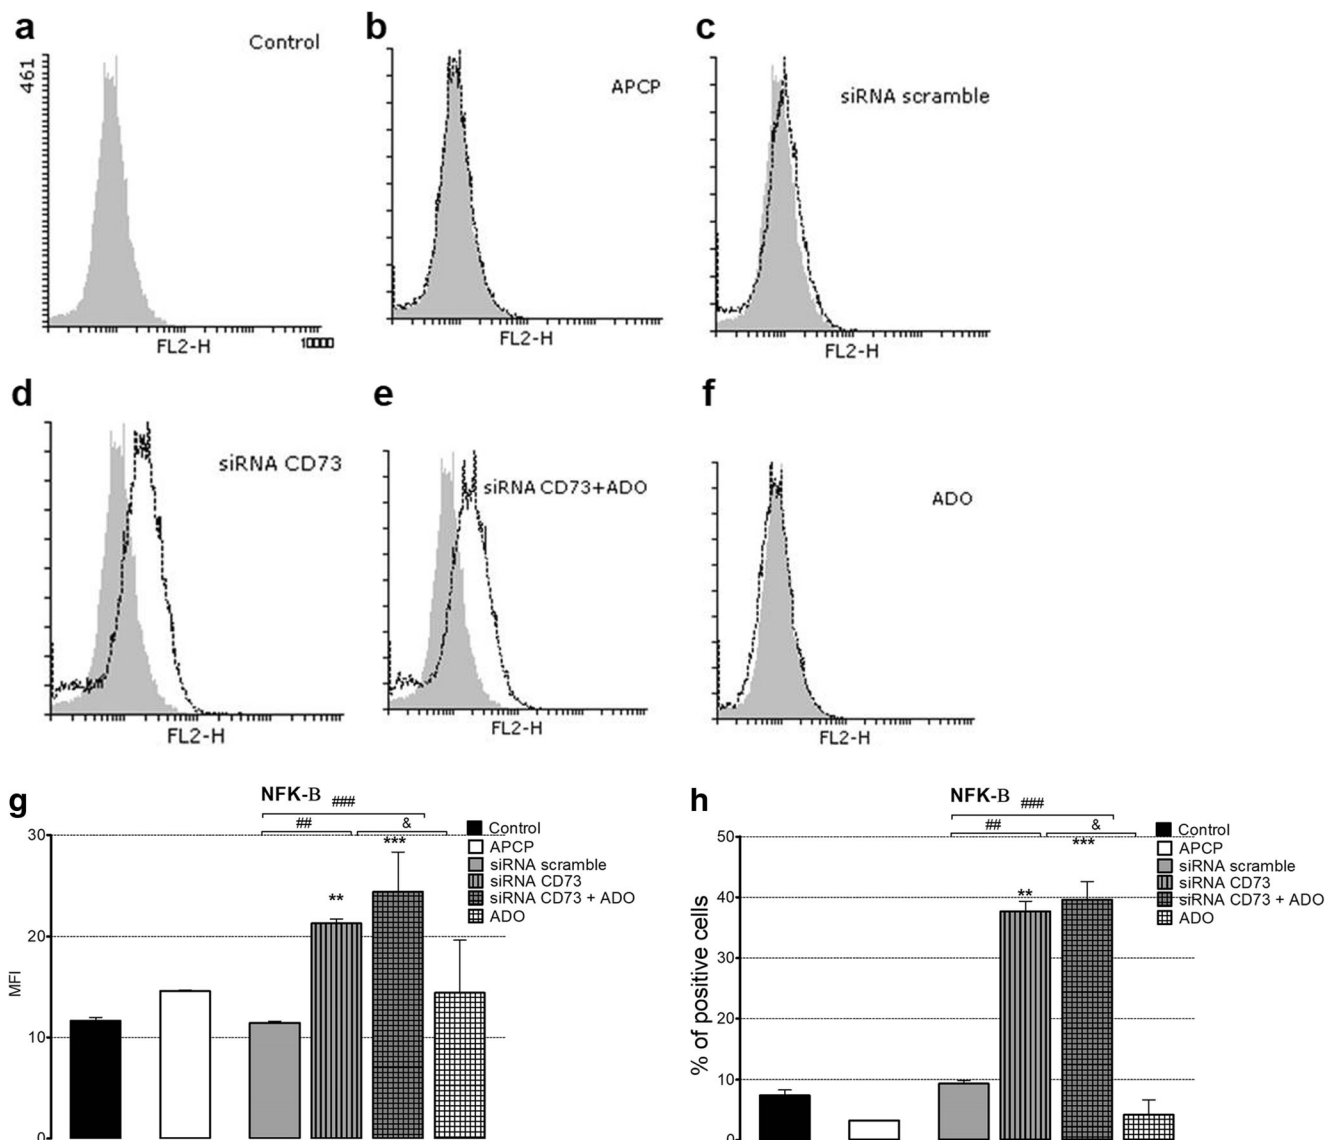 a
Control
461
FL2-H
b
APCP
FL2-H
c
siRNA scramble
FL2-H
d
siRNA CD73
FL2-H
e
siRNA CD73+ADO
FL2-H
f
ADO
FL2-H
g
NFK-B
###
##
&
***
**
30
20
10
0
MFI
Control
APCP
siRNA scramble
siRNA CD73
siRNA CD73 + ADO
ADO
h
NFK-B
###
##
&
***
**
50
40
30
20
10
0
% of positive cells
Control
APCP
siRNA scramble
siRNA CD73
siRNA CD73 + ADO
ADO